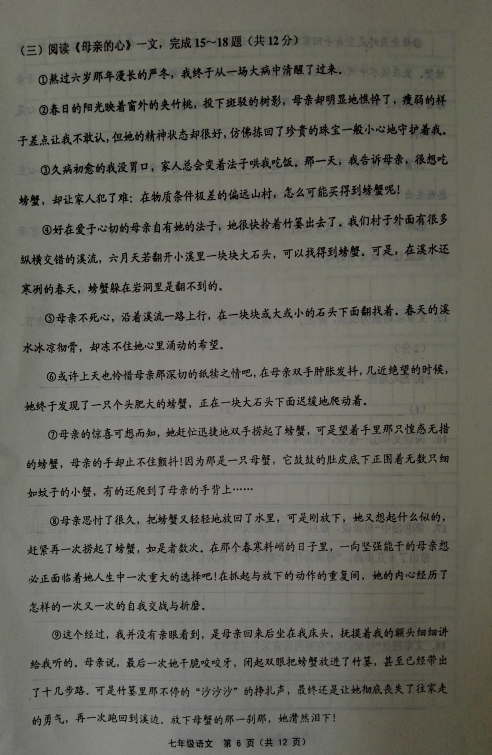 (三)阅读《母亲的心》一文，完成15～18题（共12分）
①熬过六岁那年漫长的严冬，我终于从一场大病中清醒了过来。
②春日的阳光映着窗外的夹竹桃，投下斑驳的树影，母亲却明显地憔悴了，瘦弱的样
子差点让我不敢认，但她的精神状态却很好，仿佛拣回了珍贵的珠宝一般小心地守护着我。
③久病初愈的我没胃口，家人总会变着法子哄我吃饭。那一天，我告诉母亲，很想吃
螃蟹，却让家人犯了难：在物质条件极差的偏远山村，怎么可能买得到螃蟹呢！
④好在爱子心切的母亲自有她的法子，她很快拎着竹篓出去了。我们村子外面有很多
纵横交错的溪流，六月天若翻开小溪里一块块大石头，可以找得到螃蟹。可是，在溪水还
寒冽的春天，螃蟹躲在岩洞里是翻不到的。
⑤母亲不死心，沿着溪流一路上行，在一块块或大或小的石头下面翻找着。春天的溪
水冰凉彻骨，却冻不住她心里涌动的希望。
⑥或许上天也怜惜母亲那深切的舐犊之情吧，在母亲双手肿胀发抖，几近绝望的时候，
她终于发现了一只个头肥大的螃蟹，正在一块大石头下面迟缓地爬动着。
⑦母亲的惊喜可想而知，她赶忙迅捷地双手捞起了螃蟹，可是望着手里那只惶惑无措
的螃蟹，母亲的手却止不住颤抖！因为那是一只母蟹，它鼓鼓的肚皮底下正围着无数只细
如蚊子的小蟹，有的还爬到了母亲的手背上……
⑧母亲思忖了很久，把螃蟹又轻轻地放回了水里，可是刚放下，她又想起什么似的，
赶紧再一次捞起了螃蟹，如是者数次。在那个春寒料峭的日子里，一向坚强能干的母亲想
必正面临着她人生中一次重大的选择吧！在抓起与放下的动作的重复间，她的内心经历了
怎样的一次又一次的自我交战与折磨。
⑨这个经过，我并没有亲眼看到，是母亲回来后坐在我床头，抚摸着我的额头细细讲
给我听的。母亲说，最后一次她干脆咬咬牙，闭起双眼把螃蟹放进了竹篓，甚至已经带出
了十几步路。可是竹篓里那不停的“沙沙沙”的挣扎声，最终还是让她彻底丧失了往家走
的勇气，再一次跑回到溪边。放下母蟹的那一刹那，她潸然泪下！
七年级语文 第 6 页（共 12 页）